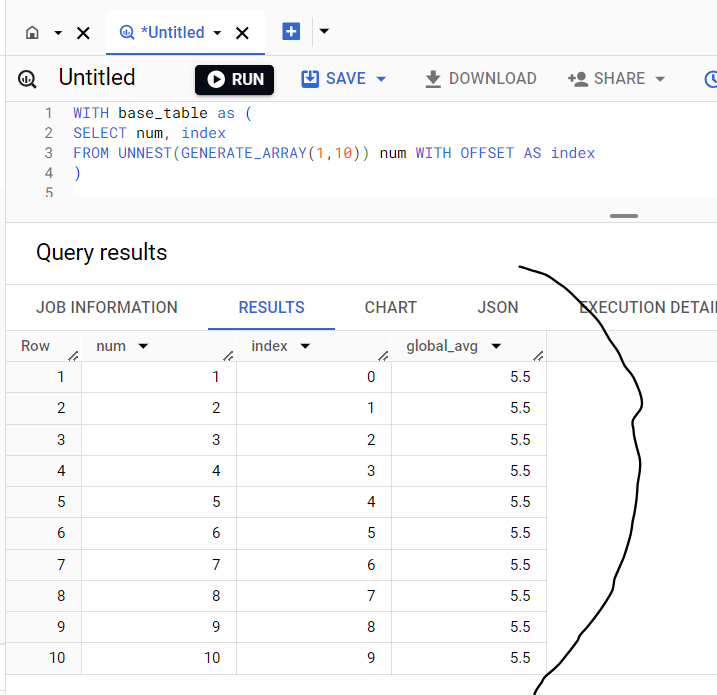 *Untitled
Untitled RUN SAVE DOWNLOAD SHARE
1 WITH base_table as (
2 SELECT num, index
3 FROM UNNEST(GENERATE_ARRAY(1,10)) num WITH OFFSET AS index
4 )
5
Query results
JOB INFORMATION RESULTS CHART JSON EXECUTION DETAI
Row num index global_avg
1 1 0 5.5
2 2 1 5.5
3 3 2 5.5
4 4 3 5.5
5 5 4 5.5
6 6 5 5.5
7 7 6 5.5
8 8 7 5.5
9 9 8 5.5
10 10 9 5.5